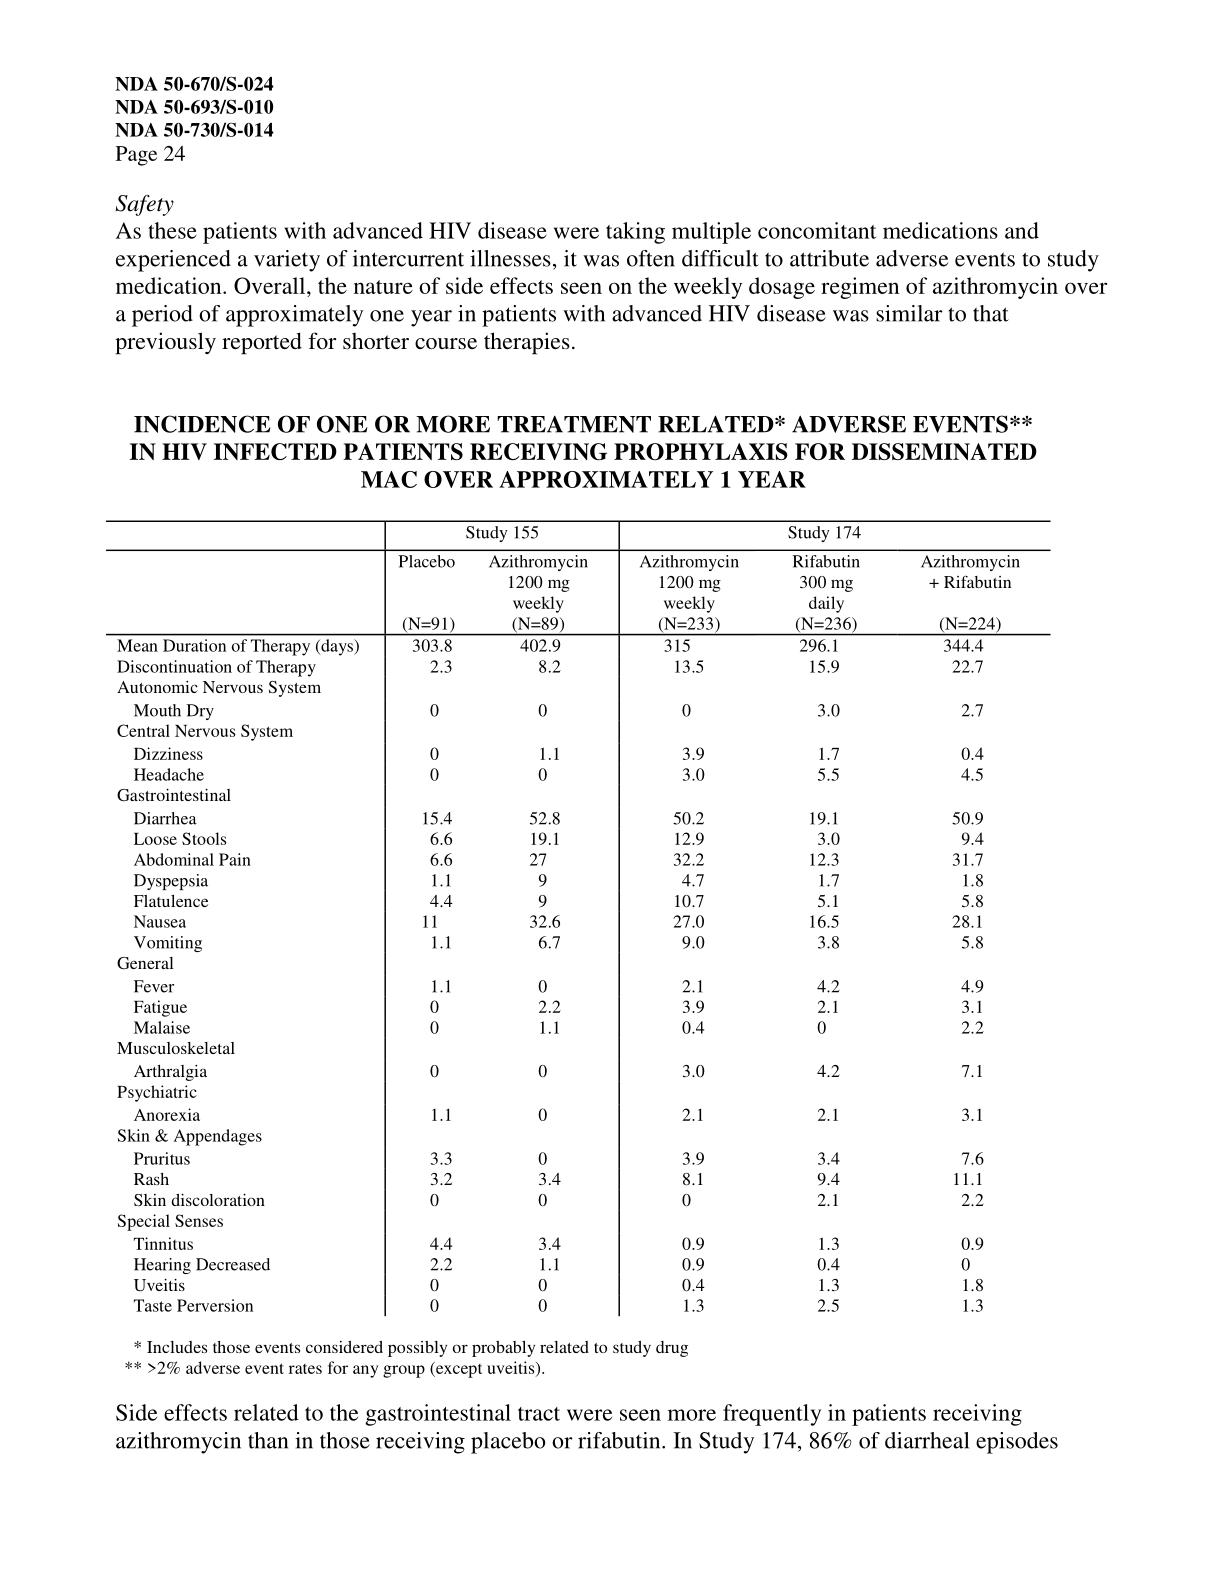 NDA 50-670/S-024
NDA 50-693/S-010
NDA 50-730/S-014
Page 24
Safety
As these patients with advanced HIV disease were taking multiple concomitant medications and
experienced a variety of intercurrent illnesses, it was often difficult to attribute adverse events to study
medication. Overall, the nature of side effects seen on the weekly dosage regimen of azithromycin over
a period of approximately one year in patients with advanced HIV disease was similar to that
previously reported for shorter course therapies.
INCIDENCE OF ONE OR MORE TREATMENT RELATED* ADVERSE EVENTS**
IN HIV INFECTED PATIENTS RECEIVING PROPHYLAXIS FOR DISSEMINATED
MAC OVER APPROXIMATELY 1 YEAR
Study 155 Study 174
Placebo Azithromycin Azithromycin Rifabutin Azithromycin
1200 mg 1200 mg 300 mg + Rifabutin
weekly weekly daily
(N=91) (N=89) (N=233) (N=236) (N=224)
Mean Duration of Therapy (days) 303.8 402.9 315 296.1 344.4
Discontinuation of Therapy 2.3 8.2 13.5 15.9 22.7
Autonomic Nervous System
Mouth Dry 0 0 0 3.0 2.7
Central Nervous System
Dizziness 0 1.1 3.9 1.7 0.4
Headache 0 0 3.0 5.5 4.5
Gastrointestinal
Diarrhea 15.4 52.8 50.2 19.1 50.9
Loose Stools 6.6 19.1 12.9 3.0 9.4
Abdominal Pain 6.6 27 32.2 12.3 31.7
Dyspepsia 1.1 9 4.7 1.7 1.8
Flatulence 4.4 9 10.7 5.1 5.8
Nausea 11 32.6 27.0 16.5 28.1
Vomiting 1.1 6.7 9.0 3.8 5.8
General
Fever 1.1 0 2.1 4.2 4.9
Fatigue 0 2.2 3.9 2.1 3.1
Malaise 0 1.1 0.4 0 2.2
Musculoskeletal
Arthralgia 0 0 3.0 4.2 7.1
Psychiatric
Anorexia 1.1 0 2.1 2.1 3.1
Skin & Appendages
Pruritus 3.3 0 3.9 3.4 7.6
Rash 3.2 3.4 8.1 9.4 11.1
Skin discoloration 0 0 0 2.1 2.2
Special Senses
Tinnitus 4.4 3.4 0.9 1.3 0.9
Hearing Decreased 2.2 1.1 0.9 0.4 0
Uveitis 0 0 0.4 1.3 1.8
Taste Perversion 0 0 1.3 2.5 1.3
* Includes those events considered possibly or probably related to study drug
** >2% adverse event rates for any group (except uveitis).
Side effects related to the gastrointestinal tract were seen more frequently in patients receiving
azithromycin than in those receiving placebo or rifabutin. In Study 174, 86% of diarrheal episodes